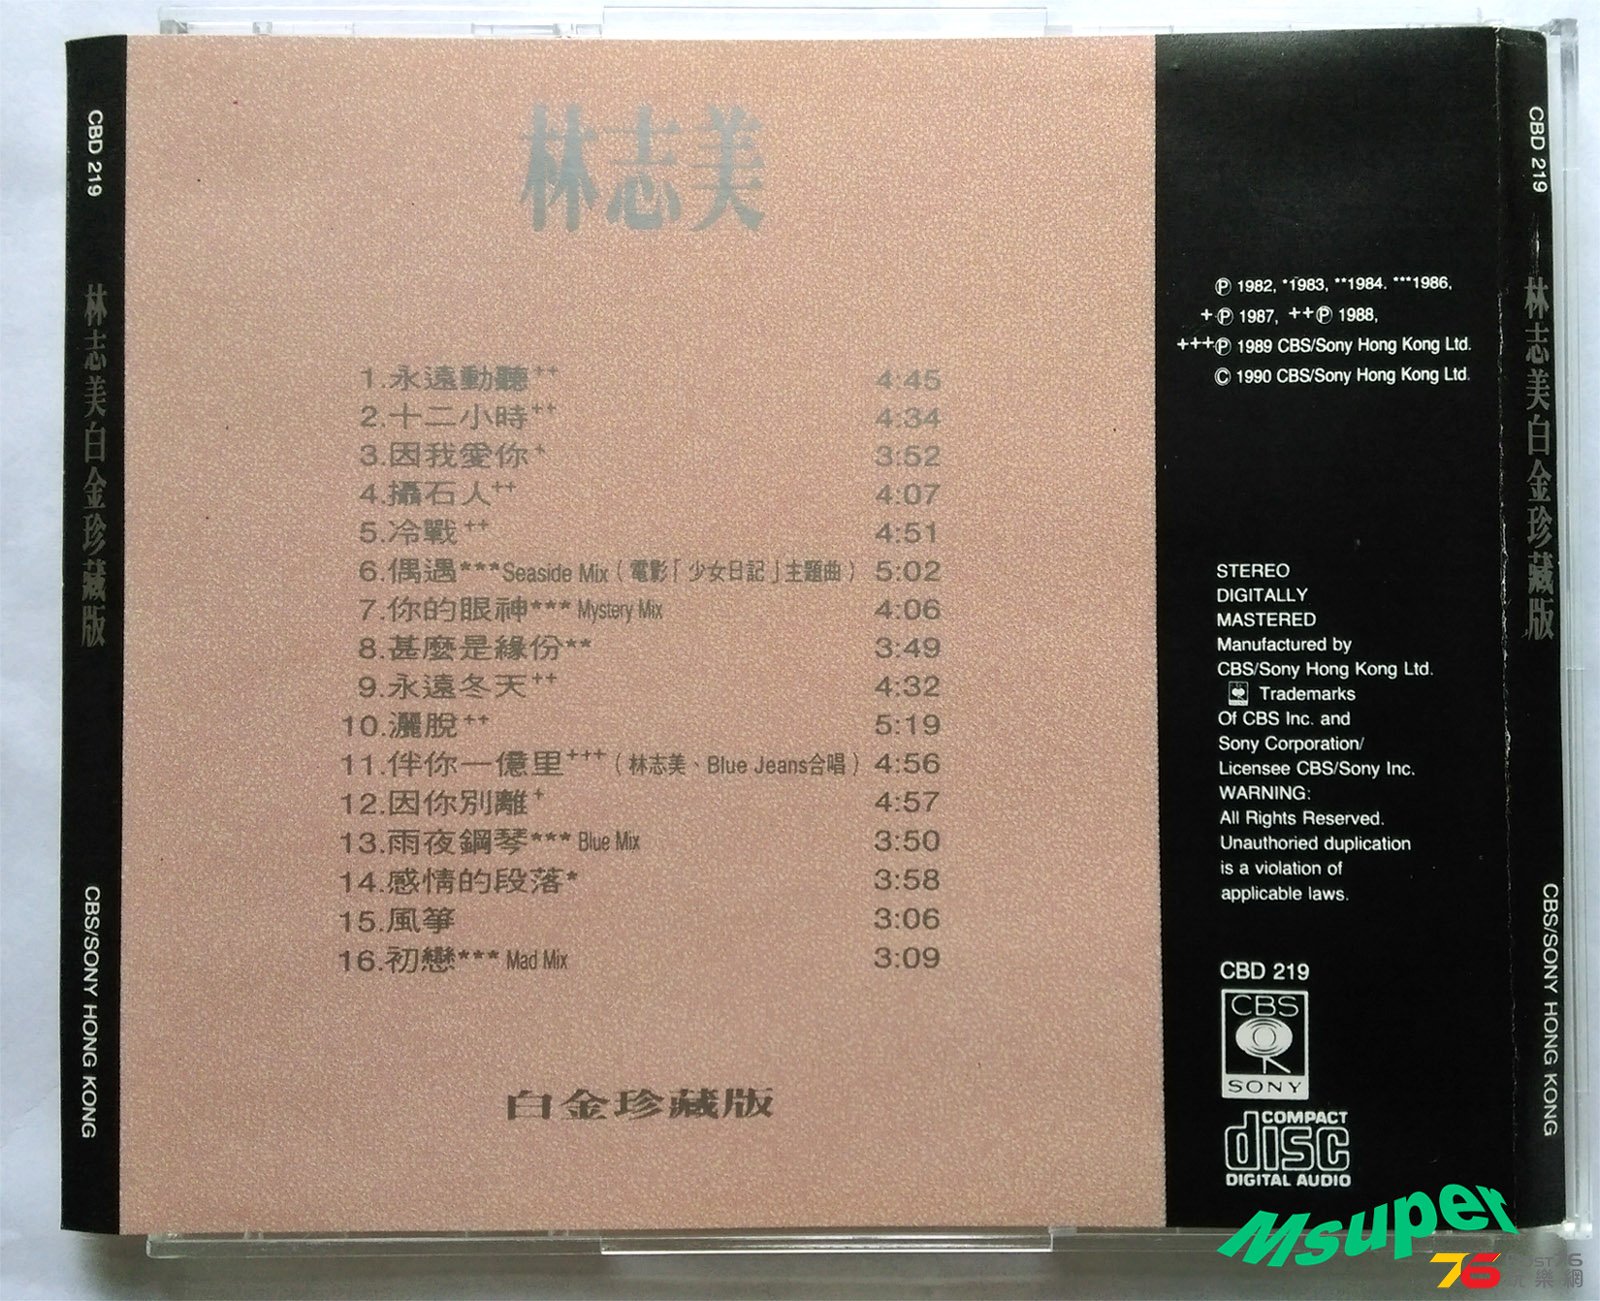 CBD 219
林志美白金珍藏版
CBS/SONY HONG KONG
林志美
1.永遠動聽++ 4:45
2.十二小時++ 4:34
3.因我愛你+ 3:52
4.攝石人++ 4:07
5.冷戰++ 4:51
6.偶遇***Seaside Mix(電影「少女日記」主題曲) 5:02
7.你的眼神***Mystery Mix 4:06
8.甚麼是緣份** 3:49
9.永遠冬天++ 4:32
10.灑脫++ 5:19
11.伴你一億里+++(林志美、Blue Jeans合唱) 4:56
12.因你別離+ 4:57
13.雨夜鋼琴***Blue Mix 3:50
14.感情的段落* 3:58
15.風箏 3:06
16.初戀***Mad Mix 3:09
白金珍藏版
Ⓟ 1982, *1983, **1984. ***1986,
+Ⓟ 1987, ++Ⓟ 1988,
+++Ⓟ 1989 CBS/Sony Hong Kong Ltd.
© 1990 CBS/Sony Hong Kong Ltd.
STEREO
DIGITALLY
MASTERED
Manufactured by
CBS/Sony Hong Kong Ltd.
Trademarks
Of CBS Inc. and
Sony Corporation/
Licensee CBS/Sony Inc.
WARNING:
All Rights Reserved.
Unauthoried duplication
is a violation of
applicable laws.
CBD 219
CBS
SONY
COMPACT
disc
DIGITAL AUDIO
CBD 219
林志美白金珍藏版
CBS/SONY HONG KONG
Msuper
76
玩樂網